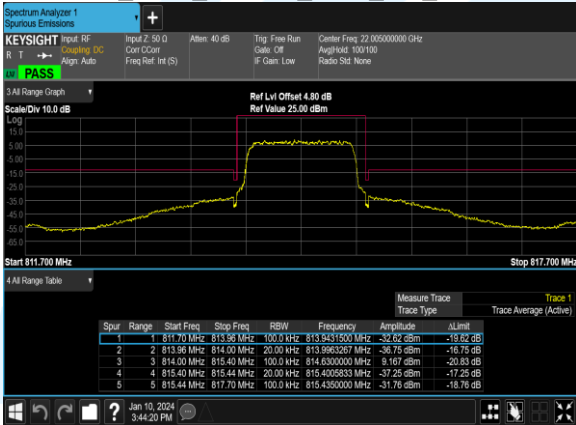 Spectrum Analyzer 1
Spurious Emissions
+
KEYSIGHT Input: RF Input Z: 50 Ω Atten: 40 dB Trig: Free Run Center Freq: 22.005000000 GHz
R T Coupling: DC Corr CCorr Gate: Off Avg|Hold: 100/100
Align: Auto Freq Ref: Int (S) IF Gain: Low Radio Std: None
PASS
3 All Range Graph
Ref Lvl Offset 4.80 dB
Scale/Div 10.0 dB Ref Value 25.00 dBm
Log
15.0
5.00
-5.00
-15.0
-25.0
-35.0
-45.0
-55.0
-65.0
Start 811.700 MHz Stop 817.700 MHz
4 All Range Table
Measure Trace Trace 1
Trace Type Trace Average (Active)
Spur Range Start Freq Stop Freq RBW Frequency Amplitude ΔLimit
1 1 811.70 MHz 813.96 MHz 100.0 kHz 813.9431500 MHz -32.62 dBm -19.62 dB
2 2 813.96 MHz 814.00 MHz 20.00 kHz 813.9963267 MHz -36.75 dBm -16.75 dB
3 3 814.00 MHz 815.40 MHz 100.0 kHz 814.6300000 MHz 9.167 dBm -20.83 dB
4 4 815.40 MHz 815.44 MHz 20.00 kHz 815.4005833 MHz -37.25 dBm -17.25 dB
5 5 815.44 MHz 817.70 MHz 100.0 kHz 815.4350000 MHz -31.76 dBm -18.76 dB
?
Jan 10, 2024
3:44:20 PM